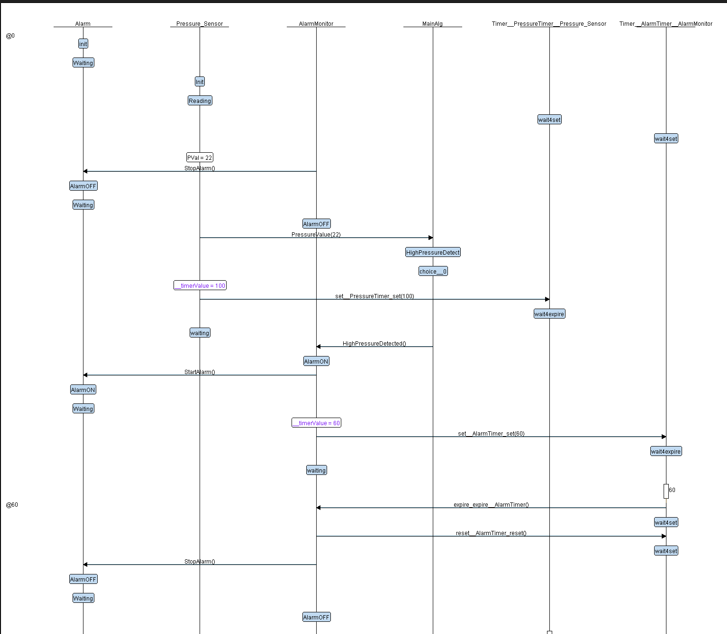 Alarm Pressure_Sensor AlarmMonitor MainAlg Timer__PressureTimer__Pressure_Sensor Timer__AlarmTimer__AlarmMonitor
@0
Init
Waiting
Init
Reading
wait4set
wait4set
PVal = 22
StopAlarm()
AlarmOFF
Waiting
AlarmOFF
PressureValue(22)
HighPressureDetect
choice__0
__timerValue = 100
set__PressureTimer_set(100)
wait4expire
waiting
HighPressureDetected()
AlarmON
StartAlarm()
AlarmON
Waiting
__timerValue = 60
set__AlarmTimer_set(60)
wait4expire
waiting
60
@60
expire_expire__AlarmTimer()
wait4set
reset__AlarmTimer_reset()
wait4set
StopAlarm()
AlarmOFF
Waiting
AlarmOFF